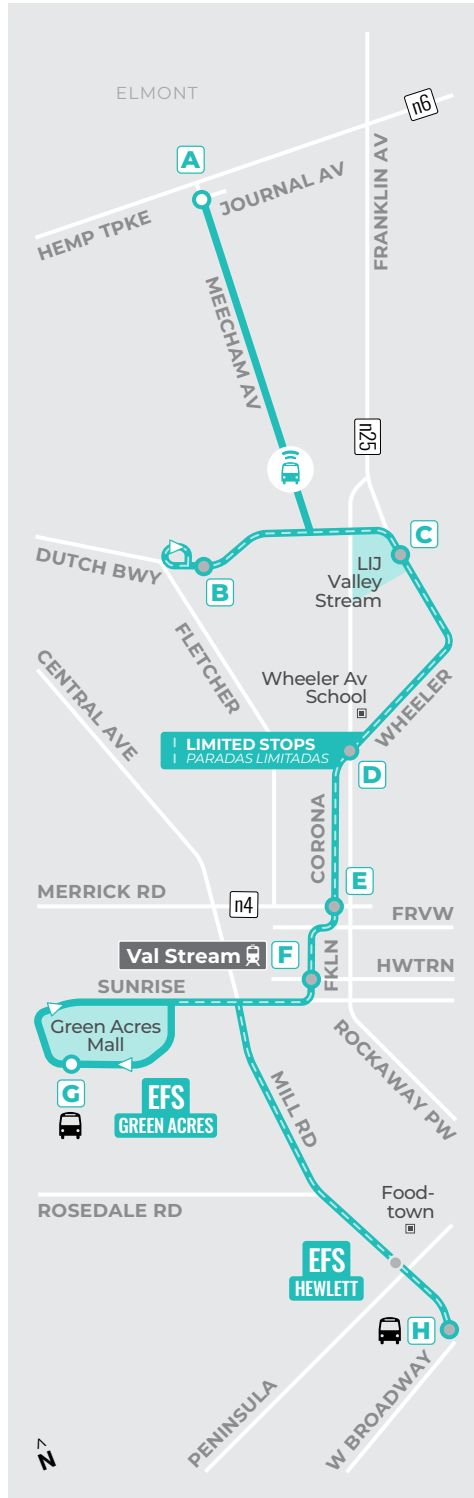 ELMONT
n6
A
JOURNAL AV
HEMP TPKE
FRANKLIN AV
MEECHAM AV
n25
C
DUTCH BWY
B
LIJ
Valley
Stream
FLETCHER
CENTRAL AVE
Wheeler Av
School
WHEELER
LIMITED STOPS
PARADAS LIMITADAS
D
CORONA
MERRICK RD
n4
E
FRVW
Val Stream
F
FKLN
HWTRN
SUNRISE
Green Acres
Mall
ROCKAWAY PW
G
EFS
GREEN ACRES
MILL RD
ROSEDALE RD
Food-
town
EFS
HEWLETT
H
PENINSULA
W BROADWAY
N